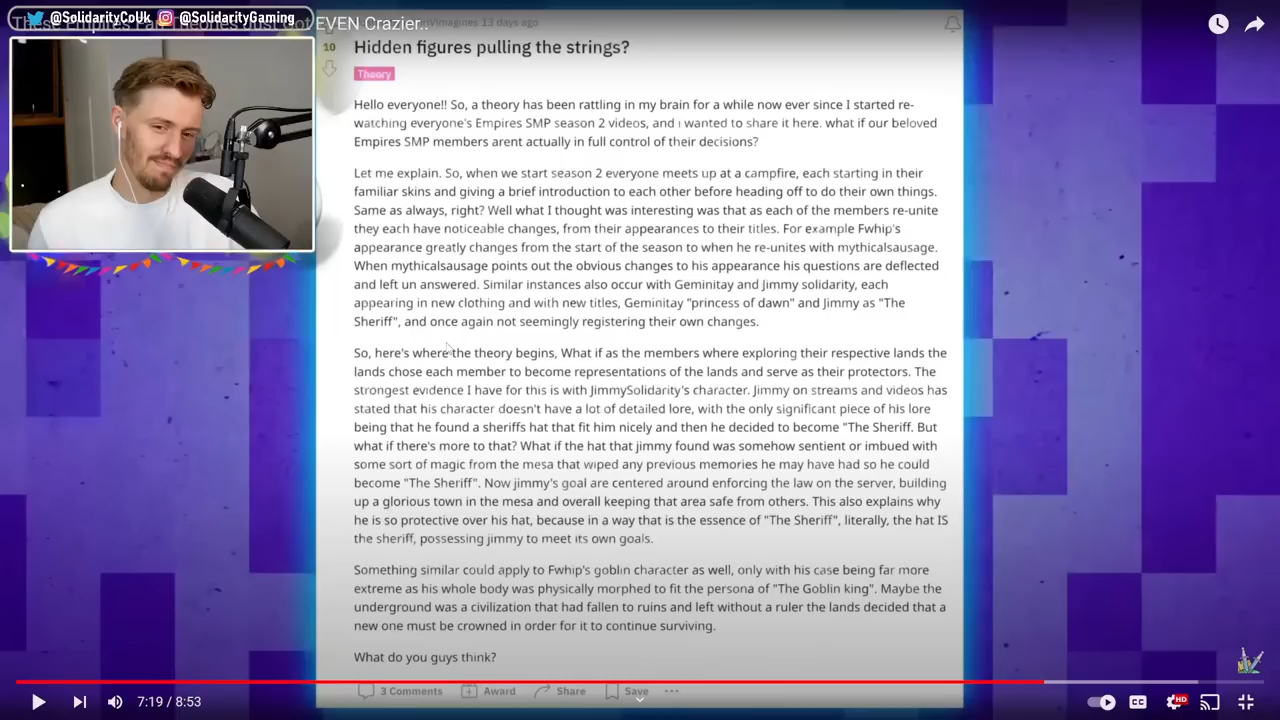 @SolidarityCoUk @SolidarityGaming
These Empires Fan Theories Just Got EVEN Crazier..
13 days ago
10
Hidden figures pulling the strings?
Theory
Hello everyone!! So, a theory has been rattling in my brain for a while now ever since I started re-
watching everyone's Empires SMP season 2 videos, and i wanted to share it here. what if our beloved
Empires SMP members arent actually in full control of their decisions?
Let me explain. So, when we start season 2 everyone meets up at a campfire, each starting in their
familiar skins and giving a brief introduction to each other before heading off to do their own things.
Same as always, right? Well what I thought was interesting was that as each of the members re-unite
they each have noticeable changes, from their appearances to their titles. For example Fwhip's
appearance greatly changes from the start of the season to when he re-unites with mythicalsausage.
When mythicalsausage points out the obvious changes to his appearance his questions are deflected
and left un answered. Similar instances also occur with Geminitay and Jimmy solidarity, each
appearing in new clothing and with new titles, Geminitay "princess of dawn" and Jimmy as "The
Sheriff", and once again not seemingly registering their own changes.
So, here's where the theory begins, What if as the members where exploring their respective lands the
lands chose each member to become representations of the lands and serve as their protectors. The
strongest evidence I have for this is with JimmySolidarity's character. Jimmy on streams and videos has
stated that his character doesn't have a lot of detailed lore, with the only significant piece of his lore
being that he found a sheriffs hat that fit him nicely and then he decided to become "The Sheriff. But
what if there's more to that? What if the hat that jimmy found was somehow sentient or imbued with
some sort of magic from the mesa that wiped any previous memories he may have had so he could
become "The Sheriff". Now jimmy's goal are centered around enforcing the law on the server, building
up a glorious town in the mesa and overall keeping that area safe from others. This also explains why
he is so protective over his hat, because in a way that is the essence of "The Sheriff", literally, the hat IS
the sheriff, possessing jimmy to meet its own goals.
Something similar could apply to Fwhip's goblin character as well, only with his case being far more
extreme as his whole body was physically morphed to fit the persona of "The Goblin king". Maybe the
underground was a civilization that had fallen to ruins and left without a ruler the lands decided that a
new one must be crowned in order for it to continue surviving.
What do you guys think?
3 Comments Award Share Save
7:19 / 8:53
CC
HD